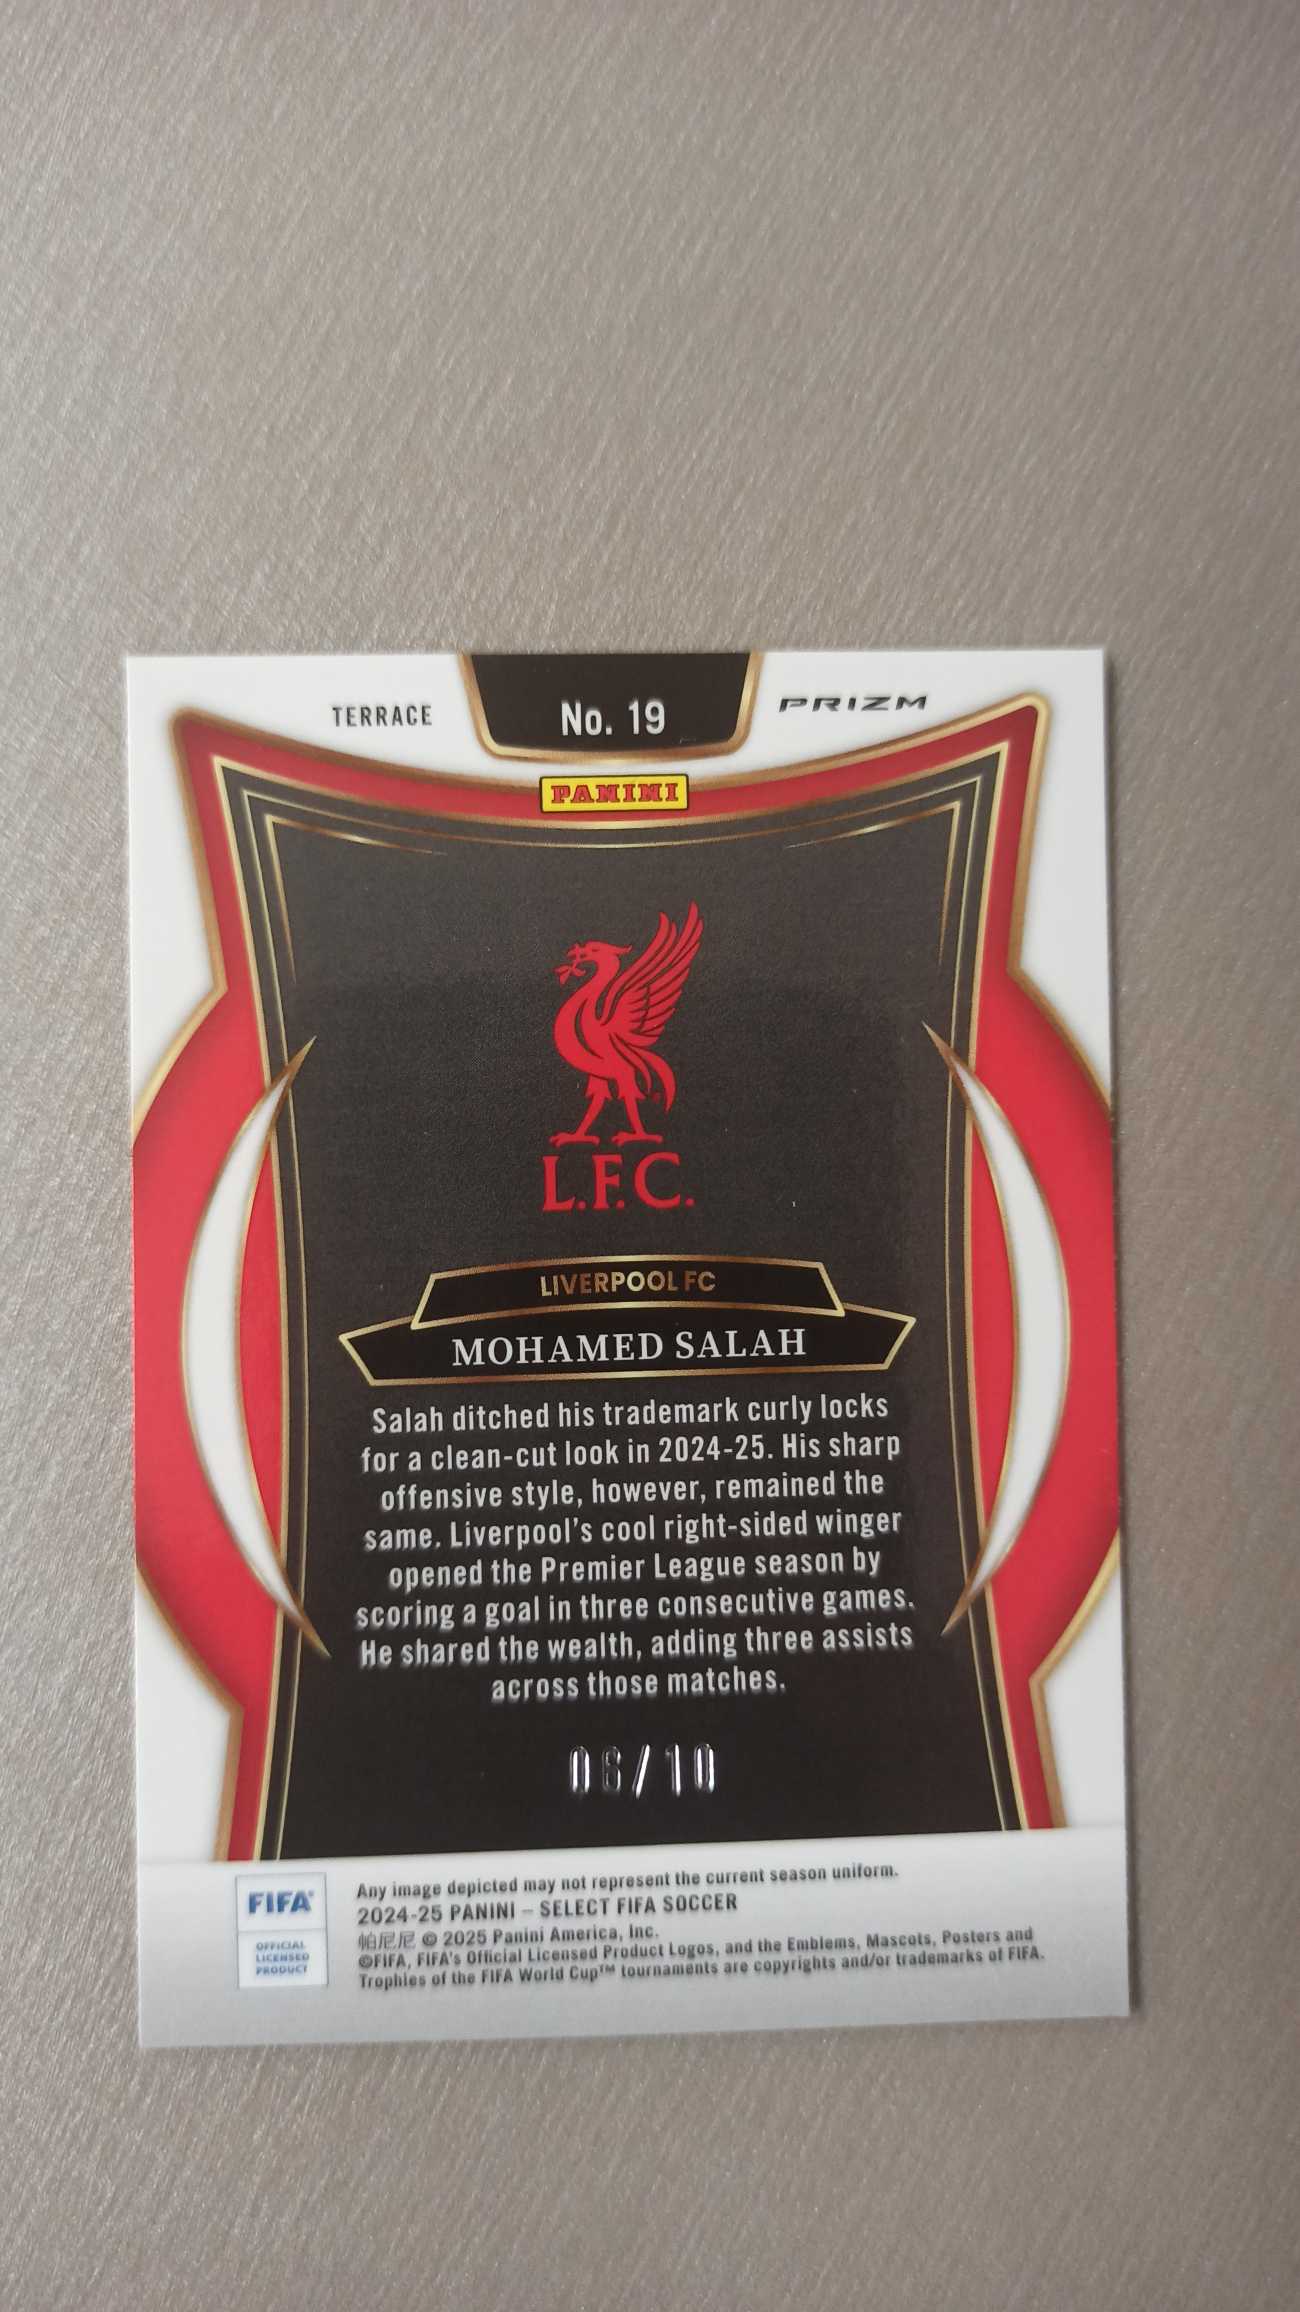 TERRACE
No. 19
PRIZM
PANINI
L.F.C.
LIVERPOOL FC
MOHAMED SALAH
Salah ditched his trademark curly locks
for a clean-cut look in 2024-25. His sharp
offensive style, however, remained the
same. Liverpool's cool right-sided winger
opened the Premier League season by
scoring a goal in three consecutive games.
He shared the wealth, adding three assists
across those matches.
06/10
FIFA®
OFFICIAL
LICENSED
PRODUCT
Any image depicted may not represent the current season uniform.
2024-25 PANINI – SELECT FIFA SOCCER
帕尼尼 © 2025 Panini America, Inc.
©FIFA, FIFA's Official Licensed Product Logos, and the Emblems, Mascots, Posters and
Trophies of the FIFA World Cup™ tournaments are copyrights and/or trademarks of FIFA.